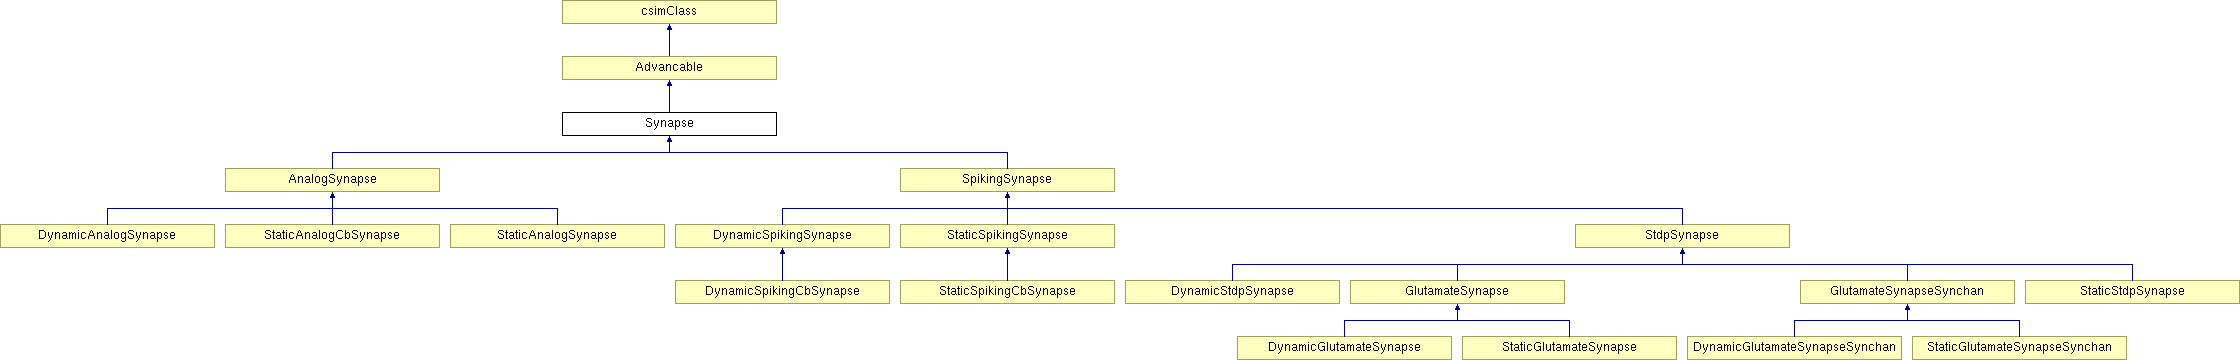 csimClass
Advancable
Synapse
AnalogSynapse
SpikingSynapse
DynamicAnalogSynapse
StaticAnalogCbSynapse
StaticAnalogSynapse
DynamicSpikingSynapse
StaticSpikingSynapse
StdpSynapse
DynamicSpikingCbSynapse
StaticSpikingCbSynapse
DynamicStdpSynapse
GlutamateSynapse
GlutamateSynapseSynchan
StaticStdpSynapse
DynamicGlutamateSynapse
StaticGlutamateSynapse
DynamicGlutamateSynapseSynchan
StaticGlutamateSynapseSynchan